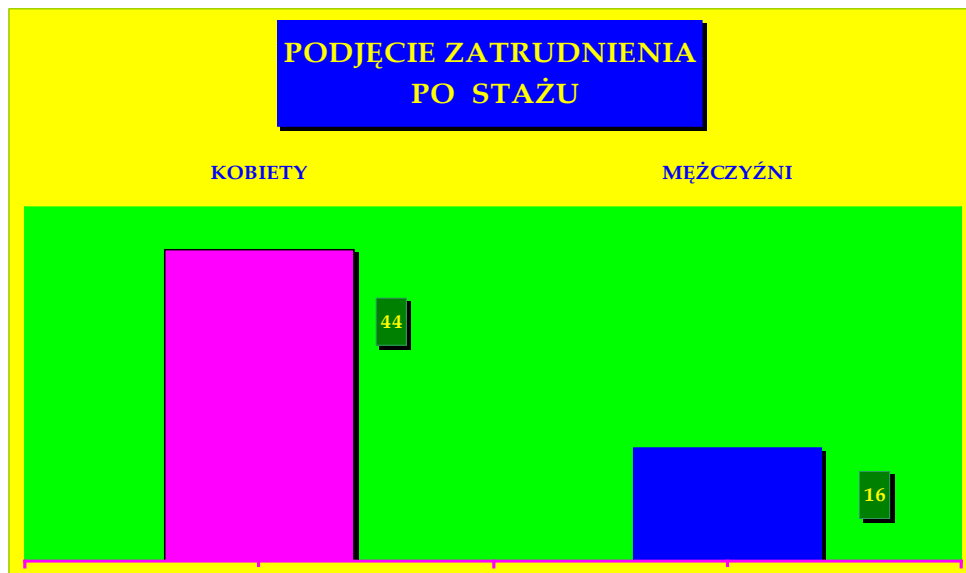 PODJĘCIE ZATRUDNIENIA
PO STAŻU
KOBIETY
MĘŻCZYŹNI
44
16